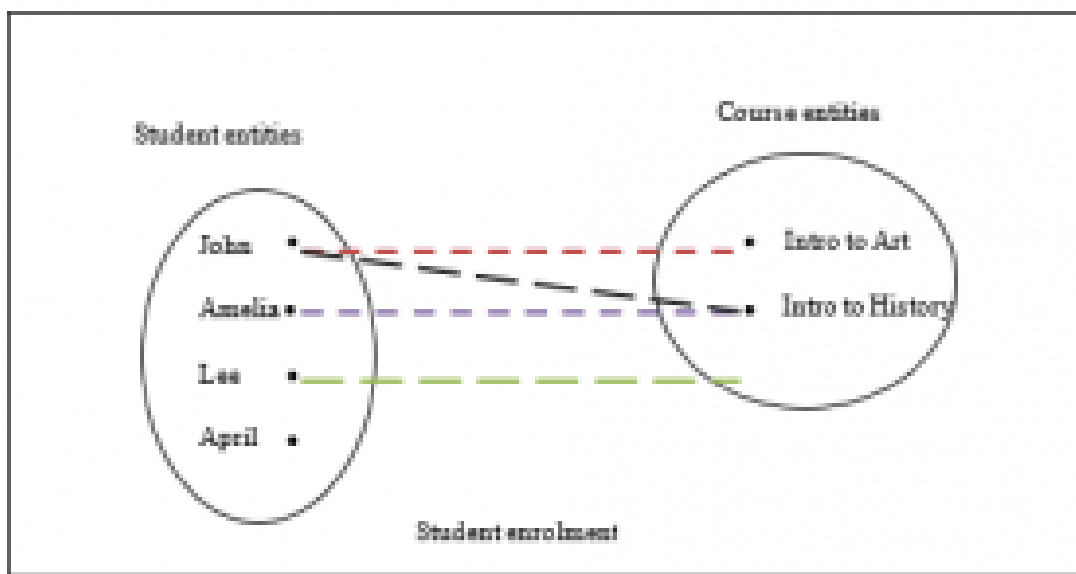 Course entities
Student entities
John
Intro to Art
Amelia
Intro to History
Lee
April
Student enrolment